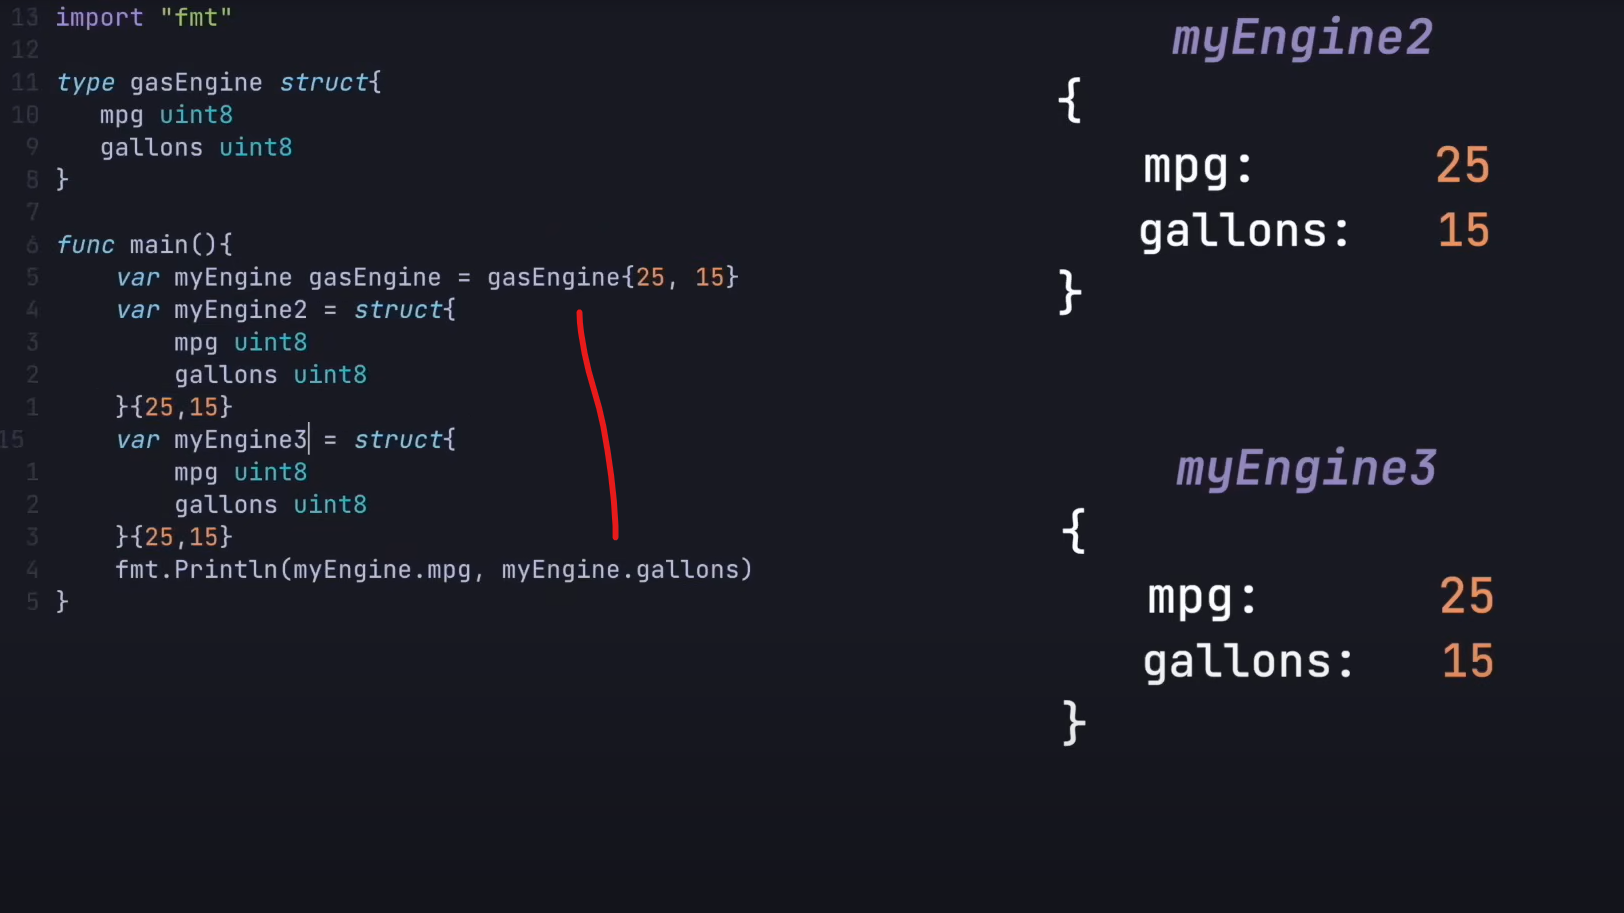 13 import "fmt"
12
11 type gasEngine struct{
10 mpg uint8
9 gallons uint8
8 }
7
6 func main(){
5 var myEngine gasEngine = gasEngine{25, 15}
4 var myEngine2 = struct{
3 mpg uint8
2 gallons uint8
1 }{25,15}
15 var myEngine3 = struct{
1 mpg uint8
2 gallons uint8
3 }{25,15}
4 fmt.Println(myEngine.mpg, myEngine.gallons)
5 }
myEngine2
{
mpg: 25
gallons: 15
}
myEngine3
{
mpg: 25
gallons: 15
}